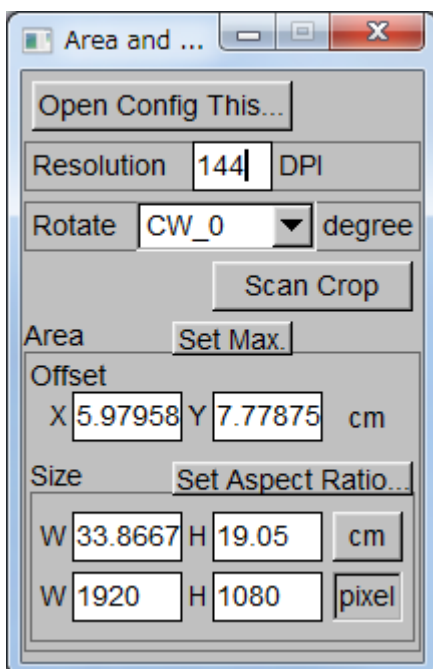 Area and ...
Open Config This...
Resolution 144 DPI
Rotate CW_0 degree
Scan Crop
Area Set Max.
Offset
X 5.97958 Y 7.77875 cm
Size Set Aspect Ratio...
W 33.8667 H 19.05 cm
W 1920 H 1080 pixel